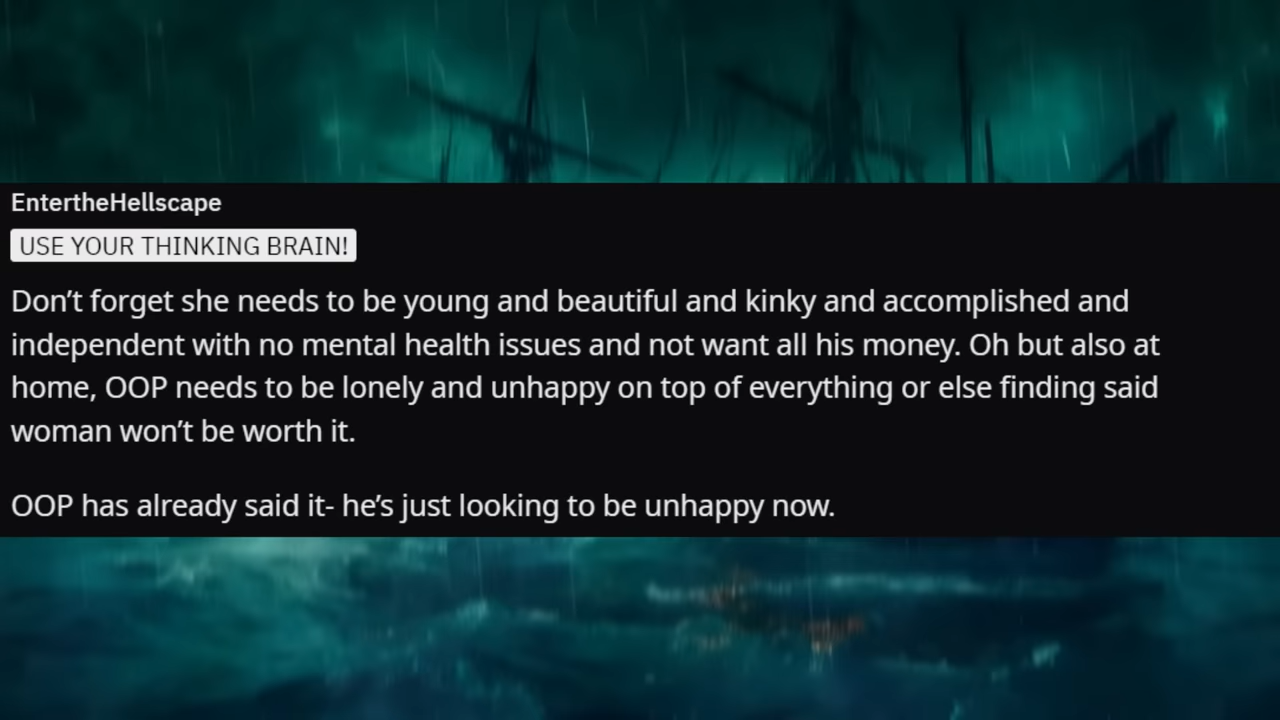 EntertheHellscape
USE YOUR THINKING BRAIN!
Don’t forget she needs to be young and beautiful and kinky and accomplished and
independent with no mental health issues and not want all his money. Oh but also at
home, OOP needs to be lonely and unhappy on top of everything or else finding said
woman won’t be worth it.
OOP has already said it- he’s just looking to be unhappy now.